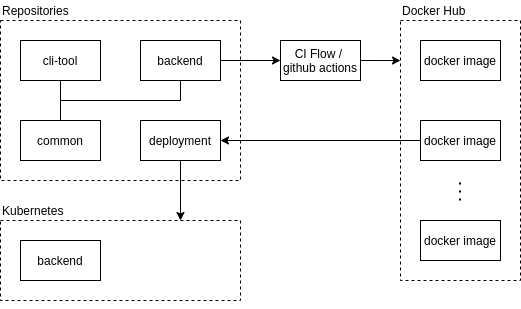 Repositories
Docker Hub
cli-tool
backend
CI Flow /
github actions
docker image
common
deployment
docker image
⋮
Kubernetes
docker image
backend